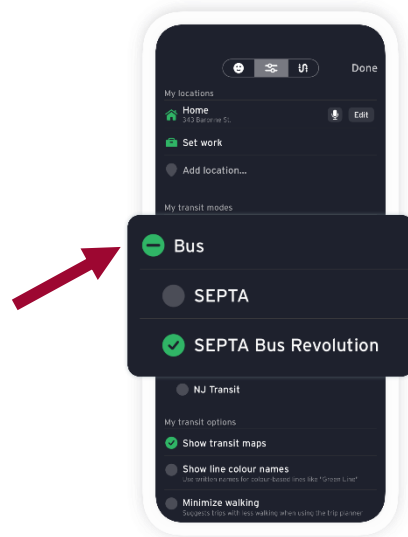 Done
My locations
Home
343 Baronne St.
Edit
Set work
Add location...
My transit modes
Bus
SEPTA
SEPTA Bus Revolution
NJ Transit
My transit options
Show transit maps
Show line colour names
Use written names for colour-based lines like "Green Line"
Minimize walking
Suggests trips with less walking when using the trip planner